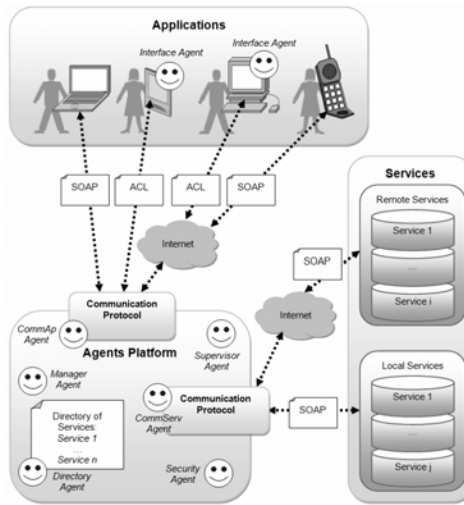 Applications
Interface Agent
Interface Agent
SOAP
ACL
ACL
SOAP
Internet
Services
Remote Services
Service 1
...
Service i
SOAP
Internet
Communication
Protocol
CommAp
Agent
Agents Platform
Supervisor
Agent
Manager
Agent
Communication
Protocol
CommServ
Agent
SOAP
Local Services
Service 1
...
Service j
Directory of
Services:
Service 1
...
Service n
Directory
Agent
Security
Agent